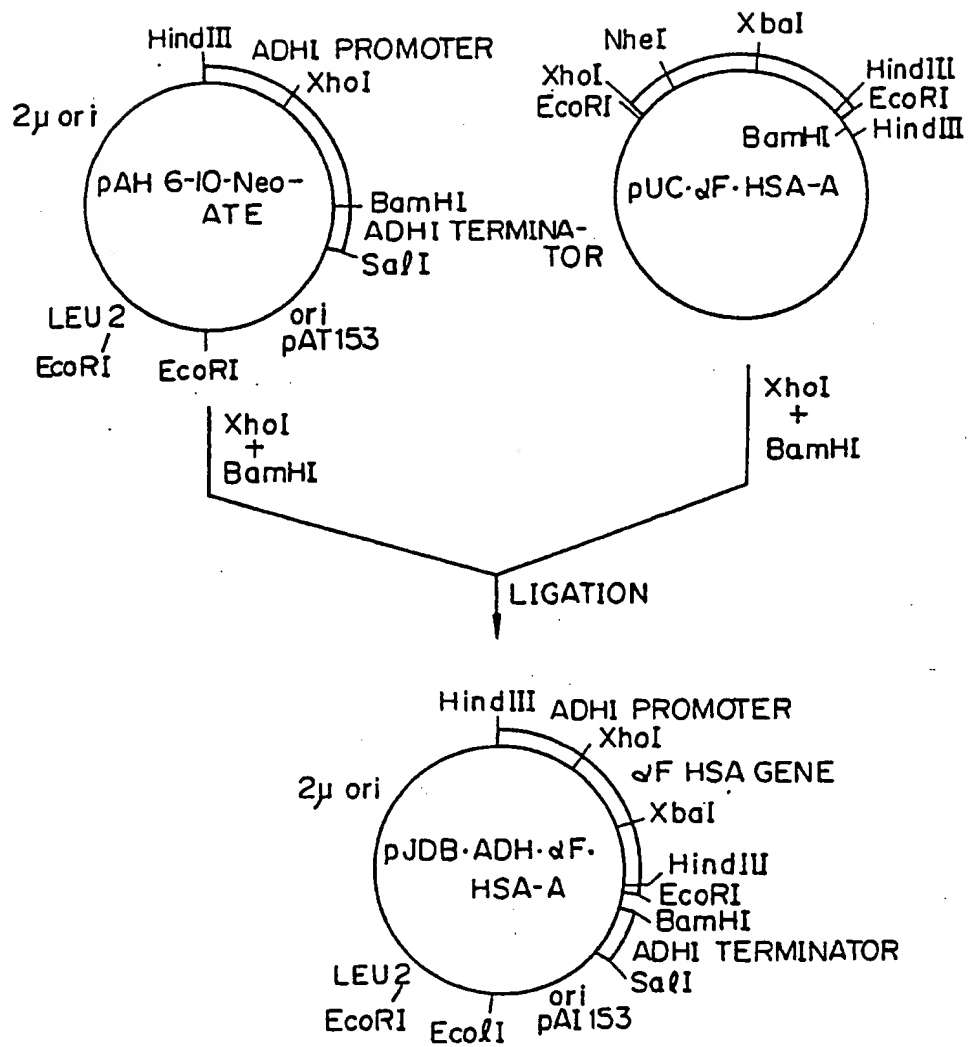 HindIII
ADHI PROMOTER
XhoI
2μ ori
pAH 6-10-Neo-
ATE
BamHI
ADHI TERMINA-
TOR
SalI
LEU2
EcoRI
EcoRI
ori
pAT153
XhoI
+
BamHI
XbaI
NheI
XhoI
EcoRI
HindIII
EcoRI
BamHI
HindIII
pUC·αF·HSA-A
XhoI
+
BamHI
LIGATION
HindIII
ADHI PROMOTER
XhoI
αF HSA GENE
2μ ori
XbaI
pJDB·ADH·αF·
HSA-A
HindIII
EcoRI
BamHI
ADHI TERMINATOR
SalI
LEU2
EcoRI
EcolI
ori
pAI153